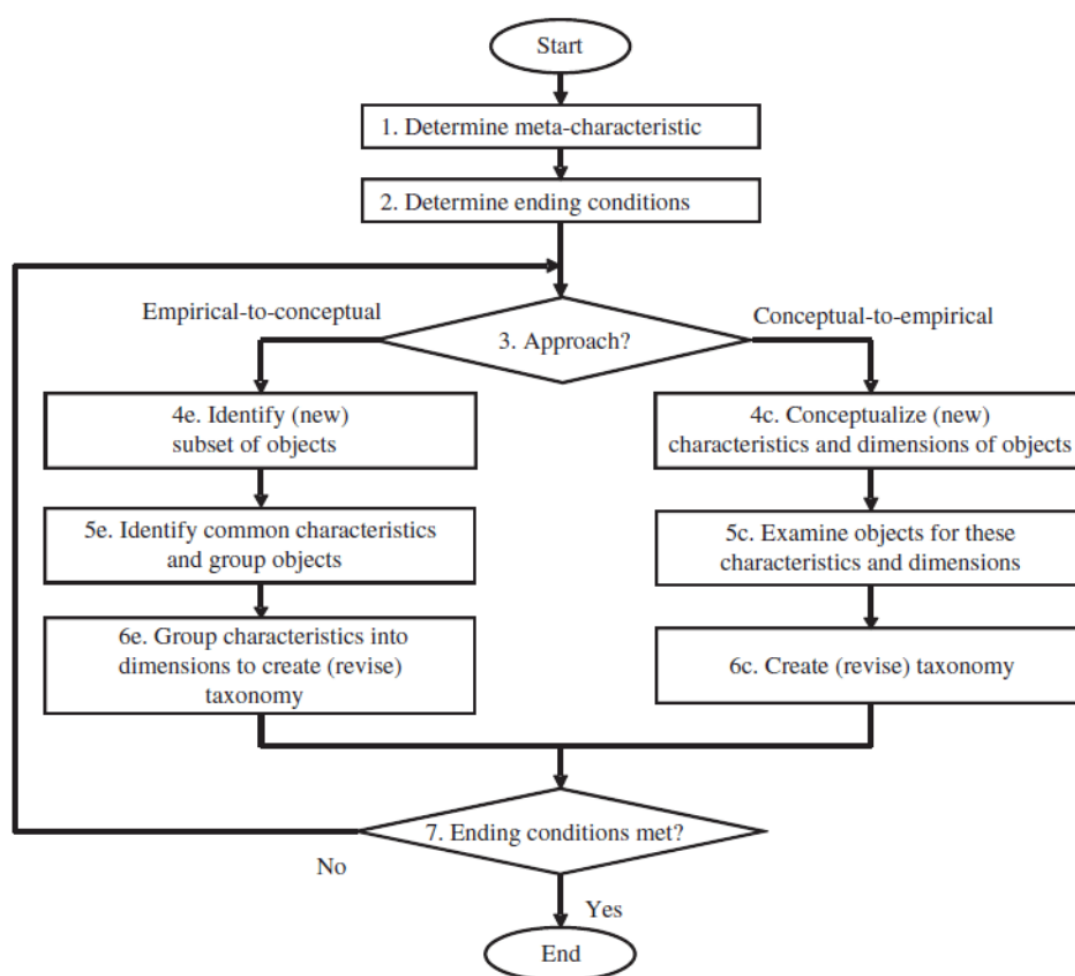 Start
1. Determine meta-characteristic
2. Determine ending conditions
Empirical-to-conceptual
Conceptual-to-empirical
3. Approach?
4e. Identify (new)
subset of objects
4c. Conceptualize (new)
characteristics and dimensions of objects
5e. Identify common characteristics
and group objects
5c. Examine objects for these
characteristics and dimensions
6e. Group characteristics into
dimensions to create (revise)
taxonomy
6c. Create (revise) taxonomy
7. Ending conditions met?
No
Yes
End